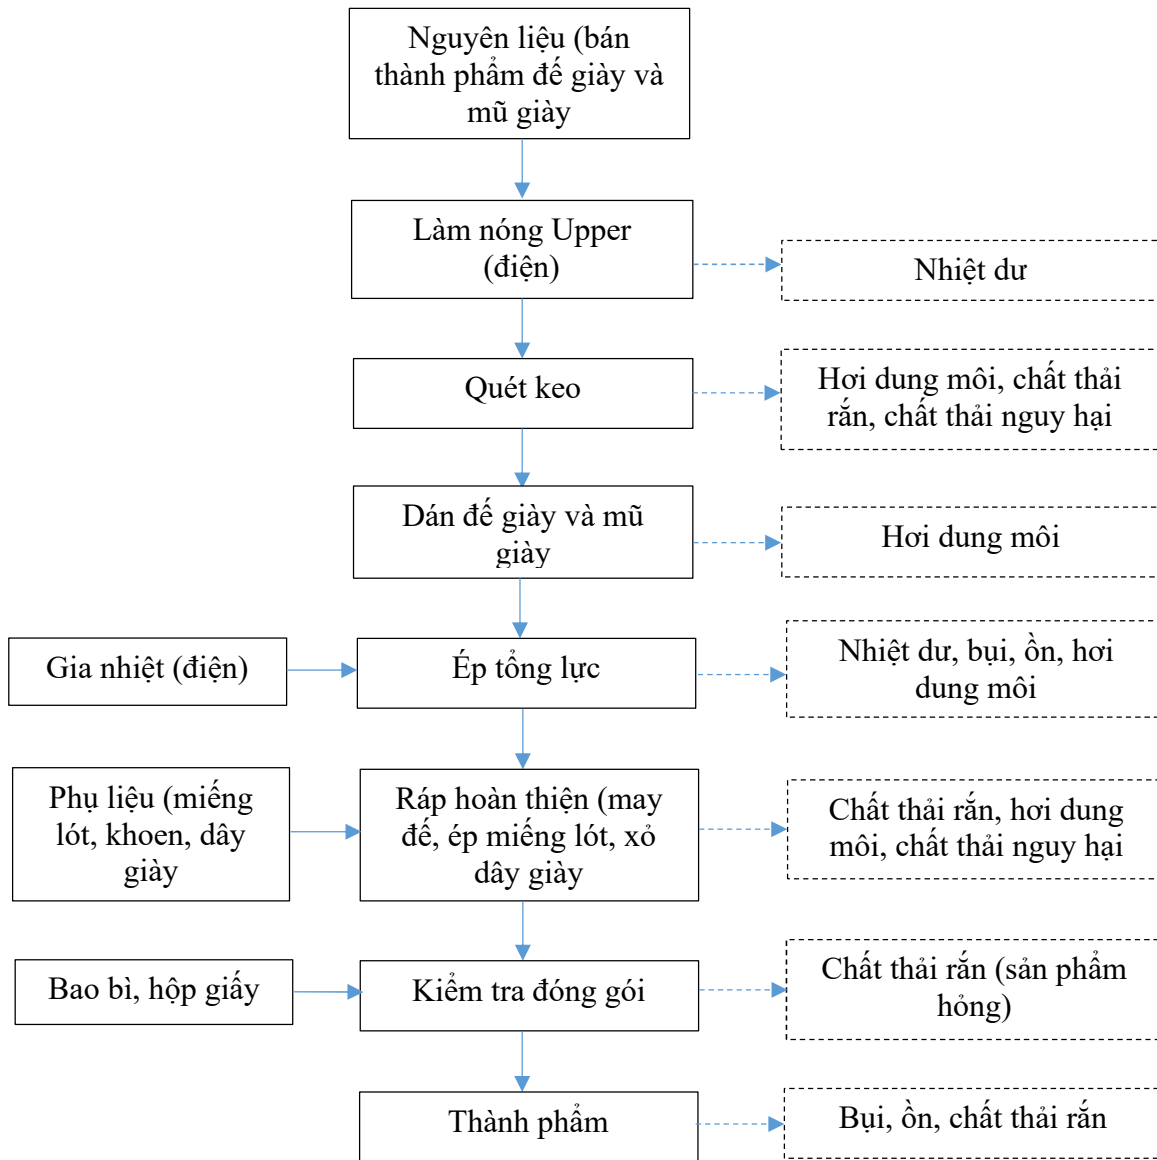 Nguyên liệu (bán
thành phẩm đế giày và
mũ giày
Làm nóng Upper
(điện)
Nhiệt dư
Quét keo
Hơi dung môi, chất thải
rắn, chất thải nguy hại
Dán đế giày và mũ
giày
Hơi dung môi
Gia nhiệt (điện)
Ép tổng lực
Nhiệt dư, bụi, ồn, hơi
dung môi
Phụ liệu (miếng
lót, khoen, dây
giày
Ráp hoàn thiện (may
đế, ép miếng lót, xỏ
dây giày
Chất thải rắn, hơi dung
môi, chất thải nguy hại
Bao bì, hộp giấy
Kiểm tra đóng gói
Chất thải rắn (sản phẩm
hỏng)
Thành phẩm
Bụi, ồn, chất thải rắn